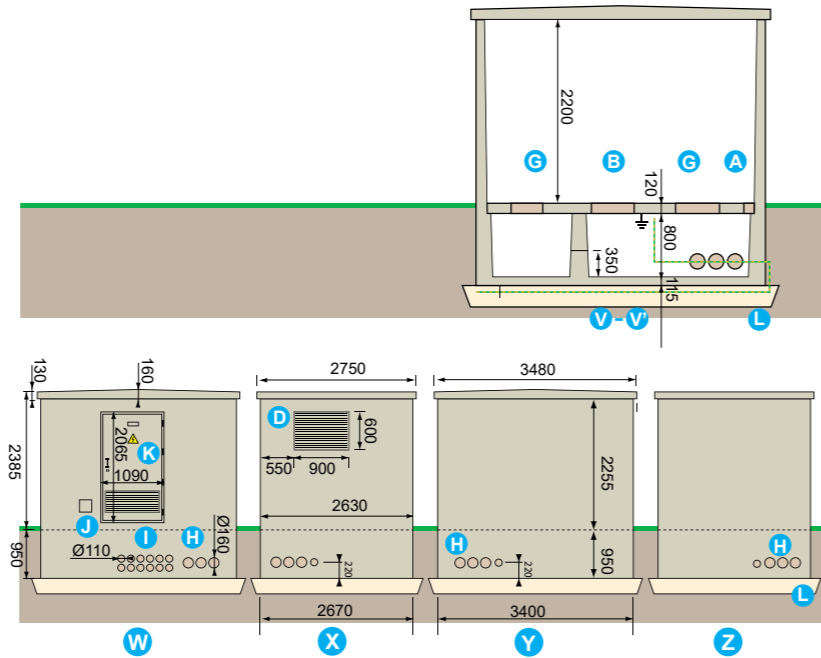 2200
G
B
G
A
120
800
350
115
V - V'
L
130
160
2750
3480
2385
2065
K
1090
D
600
550
900
2255
J
I
H
Ø160
Ø110
2630
H
H
950
220
220
950
L
2670
3400
W
X
Y
Z